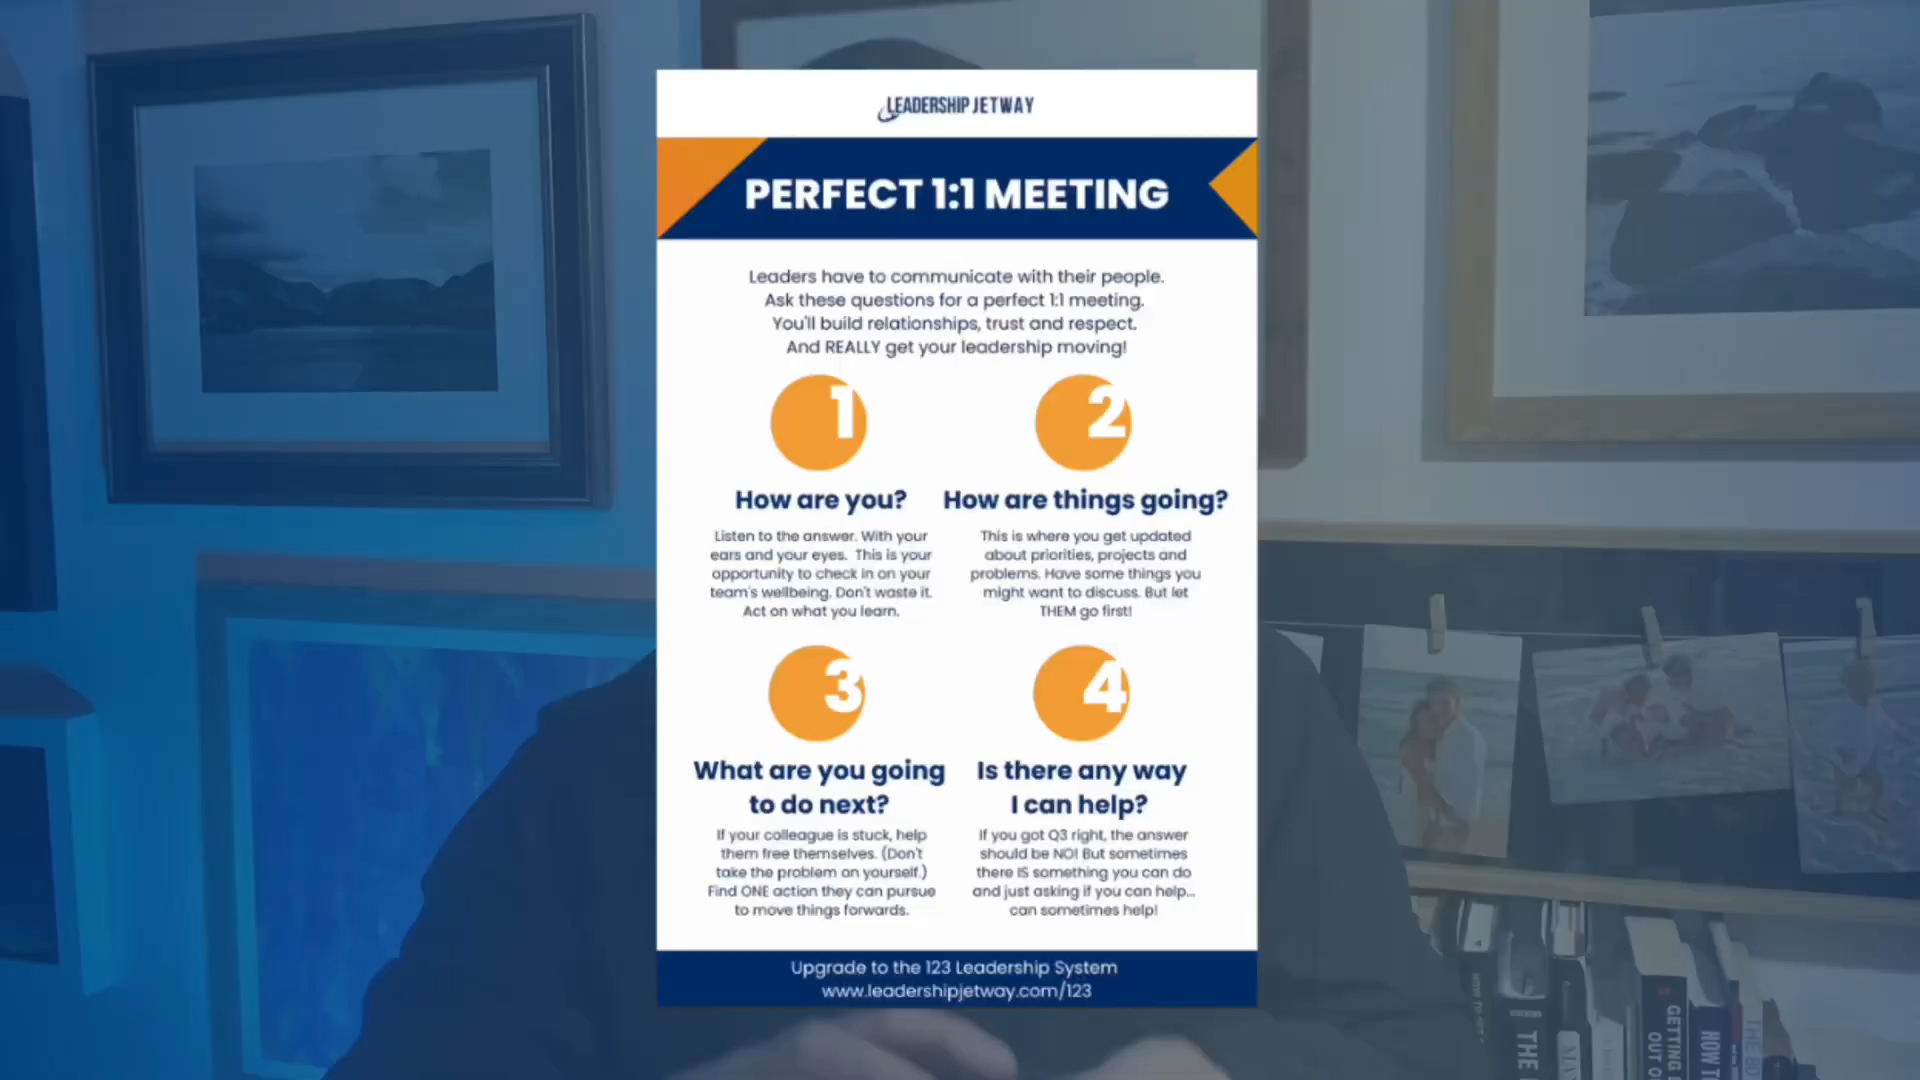 LEADERSHIP JETWAY
PERFECT 1:1 MEETING
Leaders have to communicate with their people.
Ask these questions for a perfect 1:1 meeting.
You'll build relationships, trust and respect.
And REALLY get your leadership moving!
1
How are you?
Listen to the answer. With your
ears and your eyes. This is your
opportunity to check in on your
team's wellbeing. Don't waste it.
Act on what you learn.
2
How are things going?
This is where you get updated
about priorities, projects and
problems. Have some things you
might want to discuss. But let
THEM go first!
3
What are you going
to do next?
If your colleague is stuck, help
them free themselves. (Don't
take the problem on yourself.)
Find ONE action they can pursue
to move things forwards.
4
Is there any way
I can help?
If you got Q3 right, the answer
should be NO! But sometimes
there IS something you can do
and just asking if you can help...
can sometimes help!
Upgrade to the 123 Leadership System
www.leadershipjetway.com/123
4
THE
GETTING
OUT O
HOW T